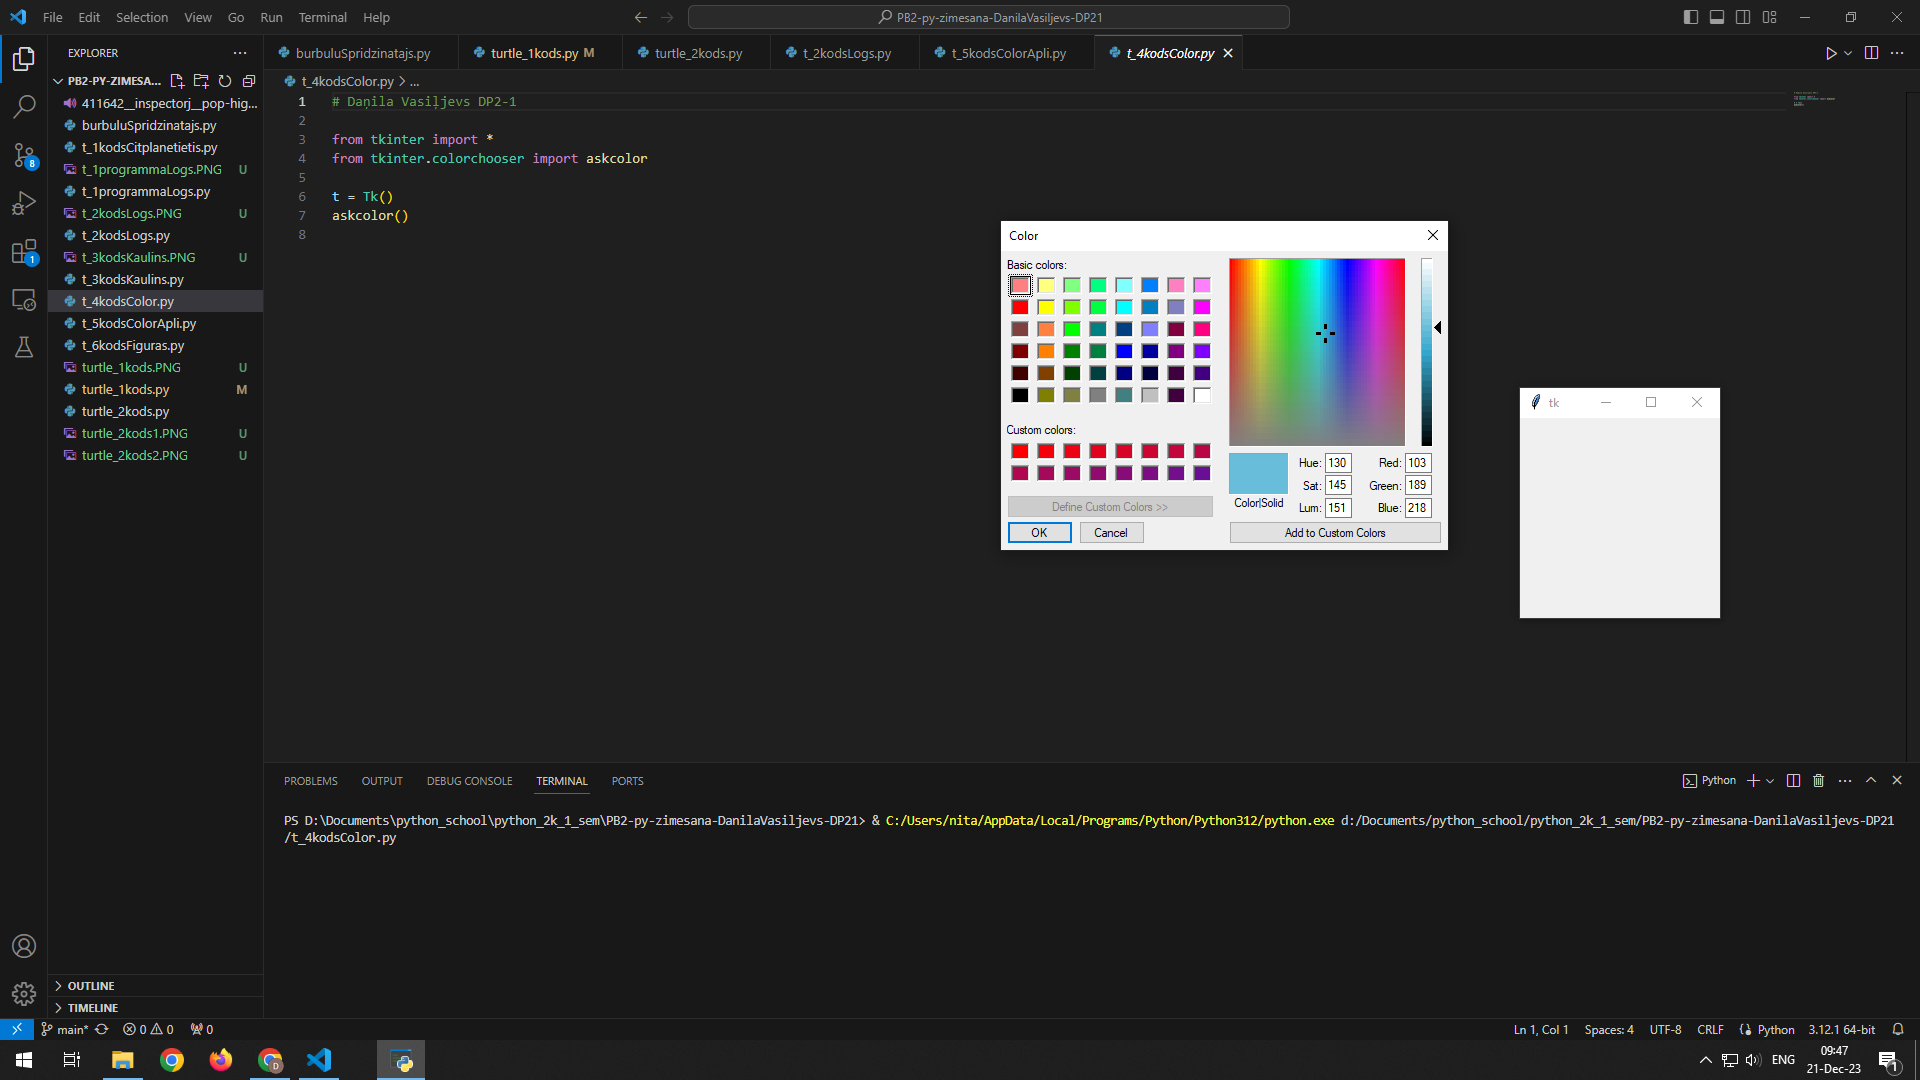 File Edit Selection View Go Run Terminal Help
PB2-py-zimesana-DanilaVasiljevs-DP21
EXPLORER
PB2-PY-ZIMESA...
411642__inspectorj__pop-hig...
burbuluSpridzinatajs.py
t_1kodsCitplanetietis.py
t_1programmaLogs.PNG U
t_1programmaLogs.py
t_2kodsLogs.PNG U
t_2kodsLogs.py
t_3kodsKaulins.PNG U
t_3kodsKaulins.py
t_4kodsColor.py
t_5kodsColorApli.py
t_6kodsFiguras.py
turtle_1kods.PNG U
turtle_1kods.py M
turtle_2kods.py
turtle_2kods1.PNG U
turtle_2kods2.PNG U
OUTLINE
TIMELINE
8
1
burbuluSpridzinatajs.py turtle_1kods.py M turtle_2kods.py t_2kodsLogs.py t_5kodsColorApli.py t_4kodsColor.py
t_4kodsColor.py > ...
1 # Daņila Vasiļjevs DP2-1
2
3 from tkinter import *
4 from tkinter.colorchooser import askcolor
5
6 t = Tk()
7 askcolor()
8
Color
Basic colors:
Custom colors:
Define Custom Colors >>
OK Cancel
Color|Solid
Hue: 130 Red: 103
Sat: 145 Green: 189
Lum: 151 Blue: 218
Add to Custom Colors
tk
PROBLEMS OUTPUT DEBUG CONSOLE TERMINAL PORTS
Python
PS D:\Documents\python_school\python_2k_1_sem\PB2-py-zimesana-DanilaVasiljevs-DP21> & C:/Users/nita/AppData/Local/Programs/Python/Python312/python.exe d:/Documents/python_school/python_2k_1_sem/PB2-py-zimesana-DanilaVasiljevs-DP21
/t_4kodsColor.py
main* 0 0 0
Ln 1, Col 1 Spaces: 4 UTF-8 CRLF Python 3.12.1 64-bit
D
ENG
09:47
21-Dec-23
1